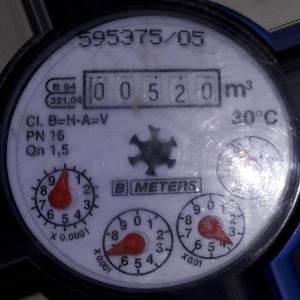 595375/05
B 94
321,04
00520 m³
Cl. B=H-A=V
PN 16
Qn 1,5
30°C
B METERS
X 0.0001
X 0.001
X 0.01